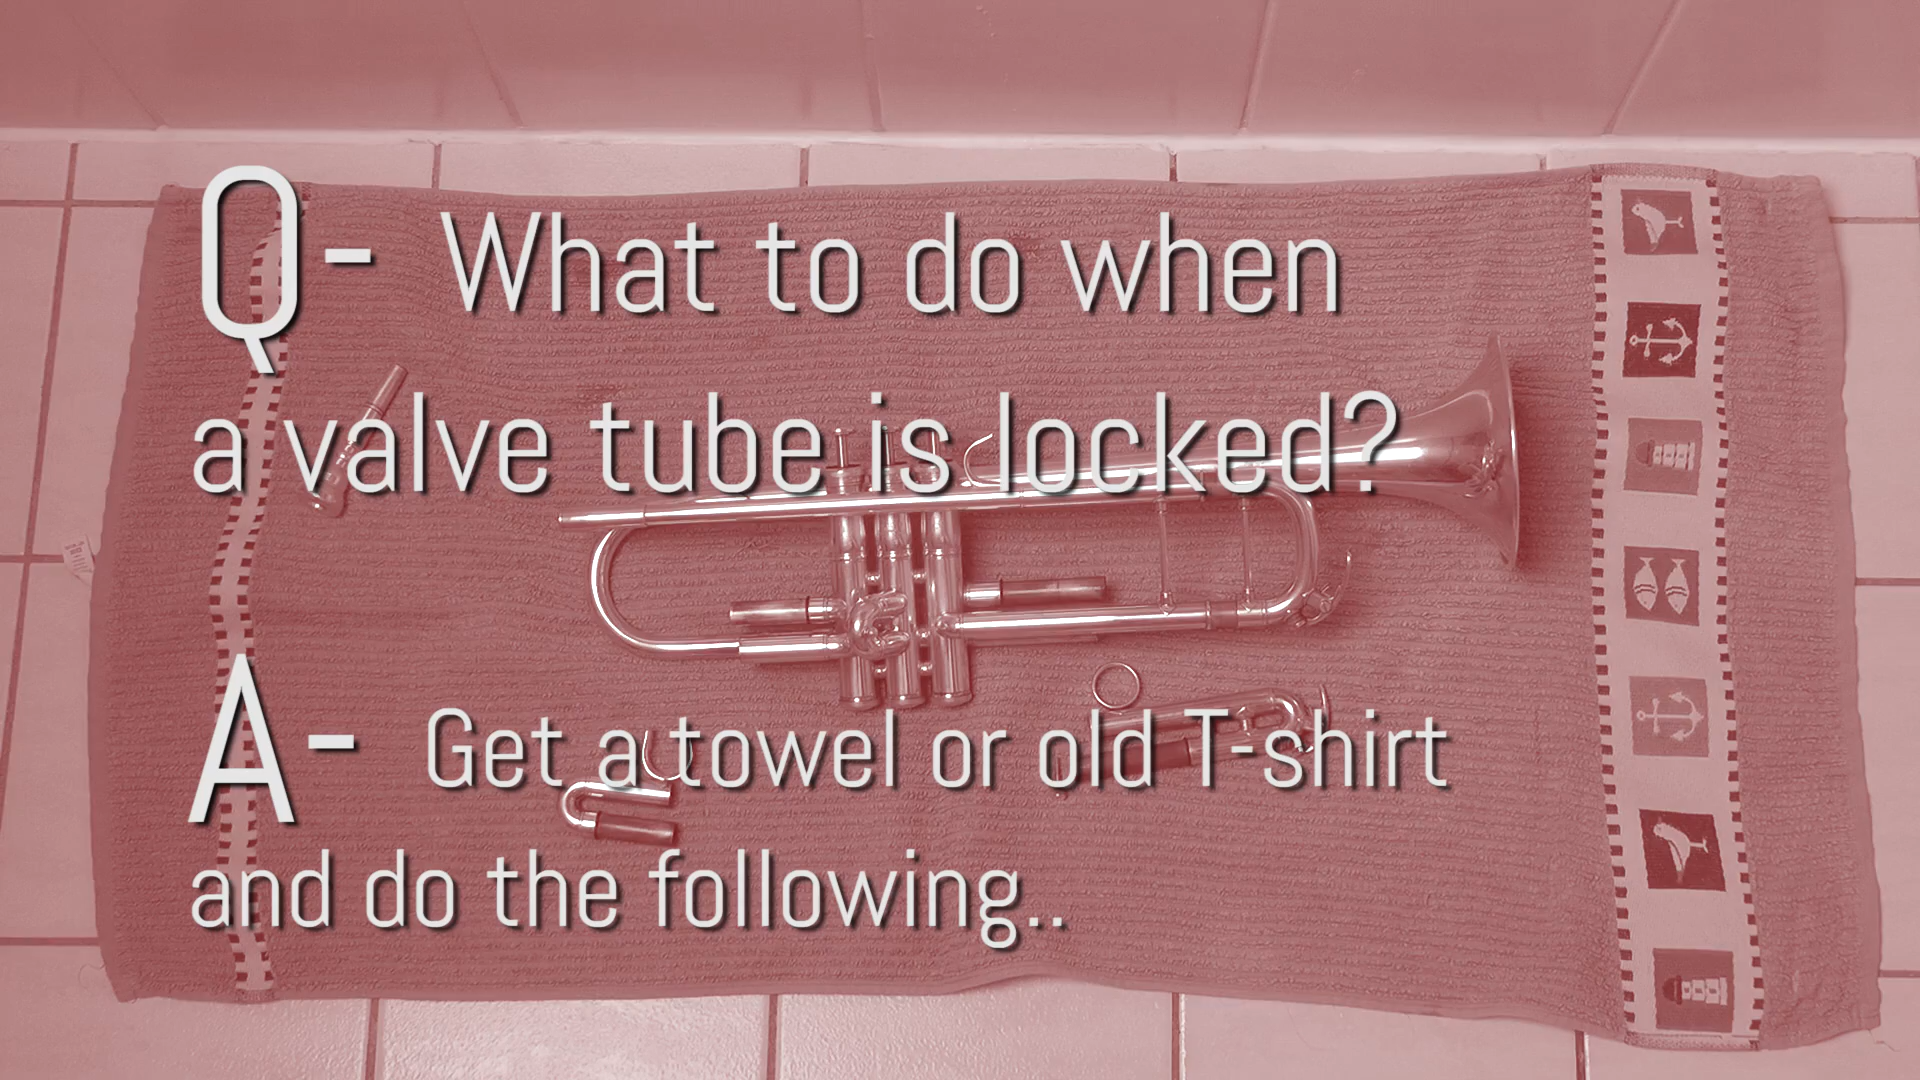 Q- What to do when
a valve tube is locked?
A- Get a towel or old T-shirt
and do the following..